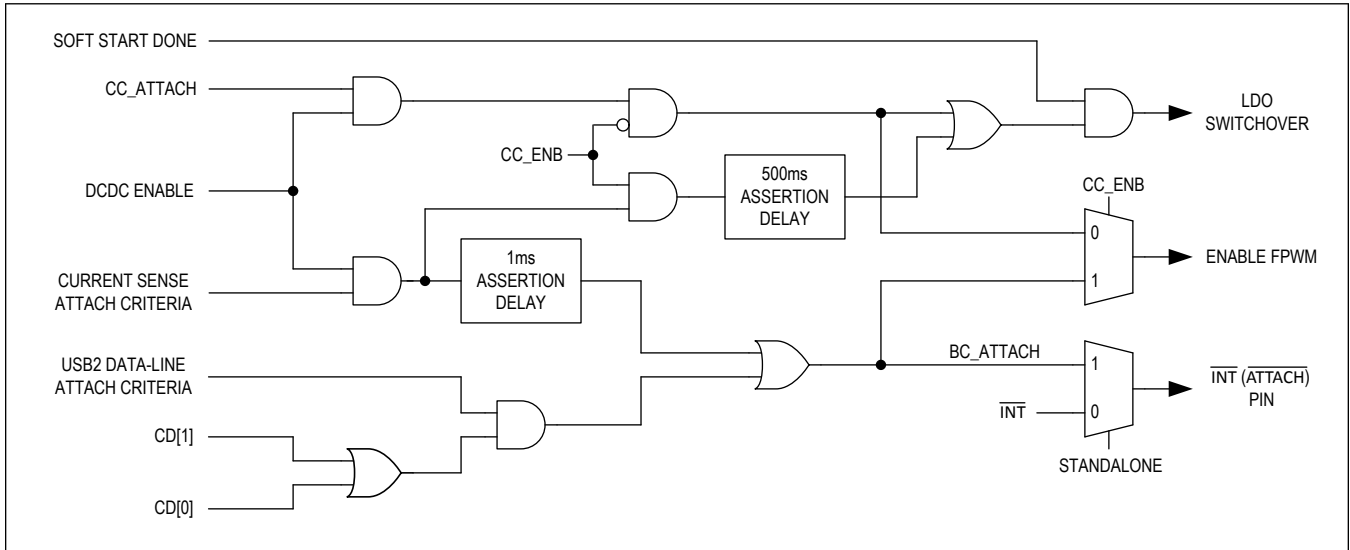 SOFT START DONE
CC_ATTACH
DCDC ENABLE
CURRENT SENSE
ATTACH CRITERIA
USB2 DATA-LINE
ATTACH CRITERIA
CD[1]
CD[0]
CC_ENB
1ms
ASSERTION
DELAY
500ms
ASSERTION
DELAY
LDO
SWITCHOVER
CC_ENB
0
1
ENABLE FPWM
BC_ATTACH
INT
1
0
STANDALONE
INT (ATTACH)
PIN